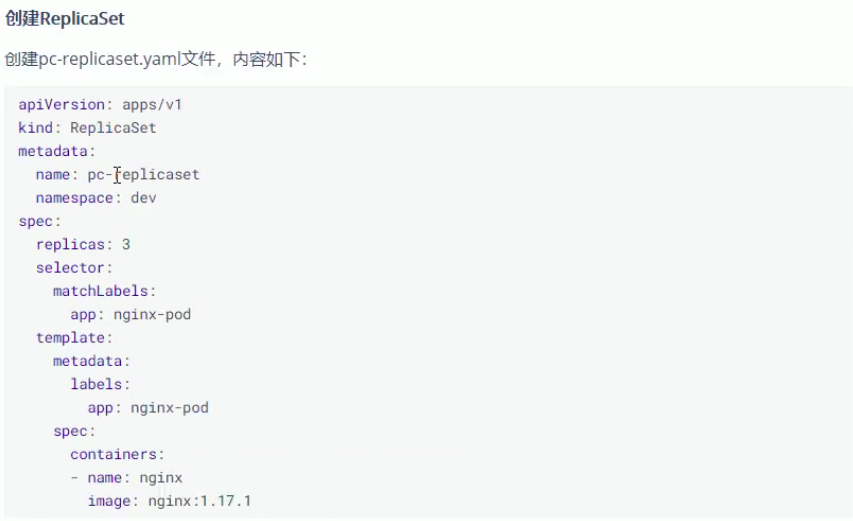 创建ReplicaSet
创建pc-replicaset.yaml文件，内容如下：
apiVersion: apps/v1
kind: ReplicaSet
metadata:
  name: pc-replicaset
  namespace: dev
spec:
  replicas: 3
  selector:
    matchLabels:
      app: nginx-pod
  template:
    metadata:
      labels:
        app: nginx-pod
    spec:
      containers:
      - name: nginx
        image: nginx:1.17.1